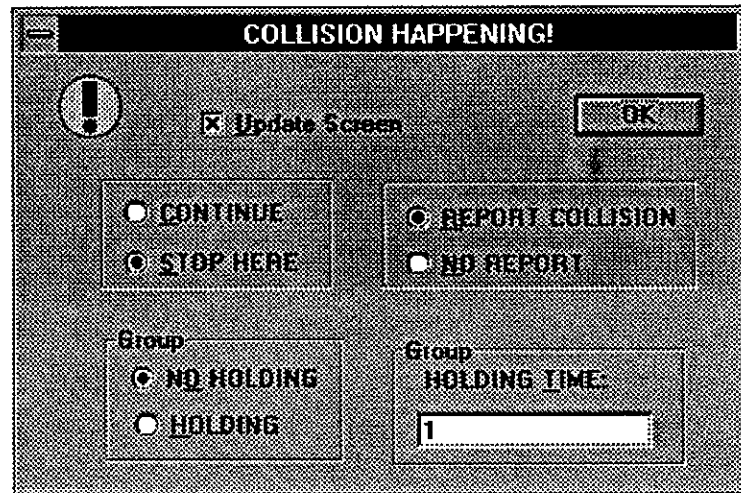 COLLISION HAPPENING!
Update Screen
OK
CONTINUE
STOP HERE
REPORT COLLISION
NO REPORT
Group
NO HOLDING
HOLDING
Group
HOLDING TIME:
1